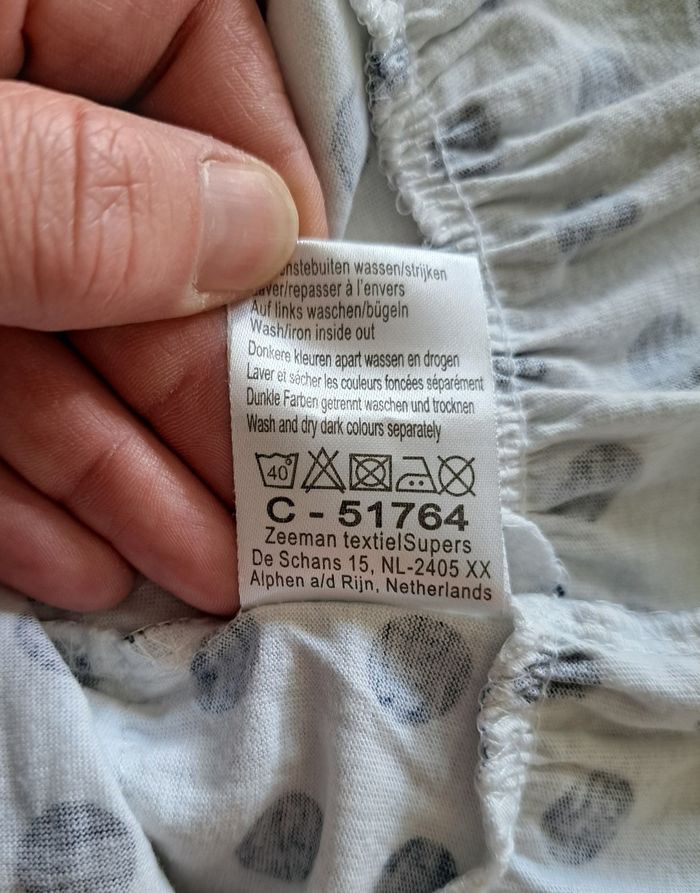 wassen/strijken
à l'envers
Auf links waschen/bügeln
Wash/iron inside out
Donkere kleuren apart wassen en drogen
Laver et sécher les couleurs foncées séparément
Dunkle Farben getrennt waschen und trocknen
Wash and dry dark colours separately
40°
C - 51764
Zeeman textielSupers
De Schans 15, NL-2405 XX
Alphen a/d Rijn, Netherlands